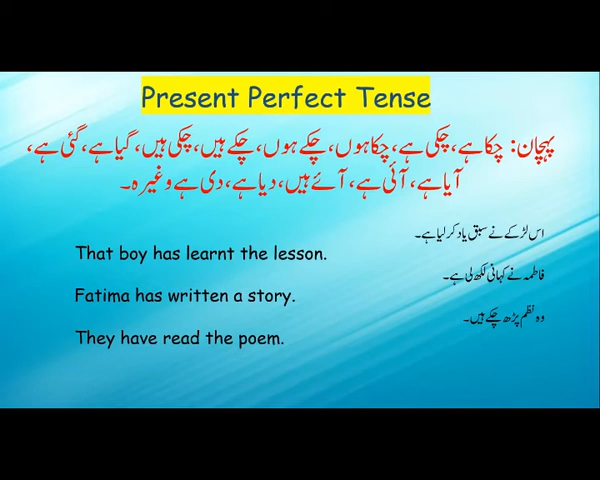 Present Perfect Tense
پہچان: چکا ہے، چکی ہے، چکا ہوں، چکے ہوں، چکے ہیں، چکی ہیں، گیا ہے، گئی ہے،
آیا ہے، آئی ہے، آئے ہیں، دیا ہے، دی ہے وغیرہ۔
اس لڑکے نے سبق یاد کر لیا ہے۔
That boy has learnt the lesson.
فاطمہ نے کہانی لکھ لی ہے۔
Fatima has written a story.
وہ نظم پڑھ چکے ہیں۔
They have read the poem.